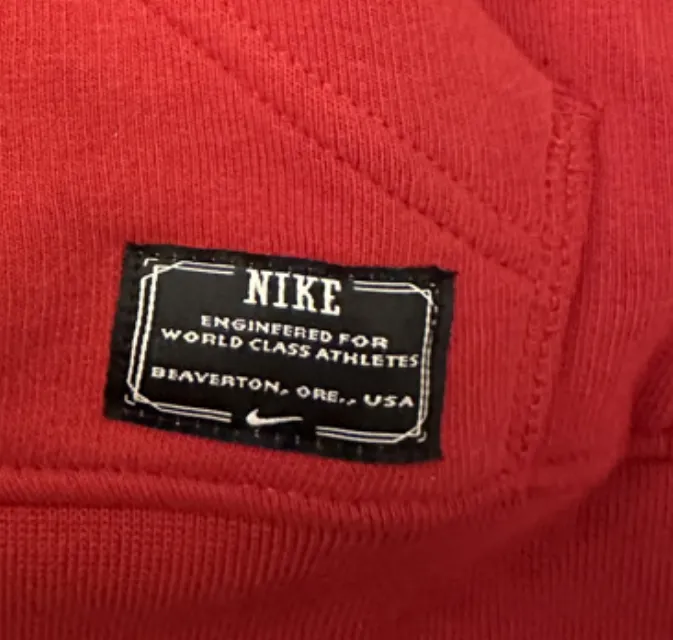 NIKE
ENGINEERED FOR
WORLD CLASS ATHLETES
BEAVERTON, ORE., USA